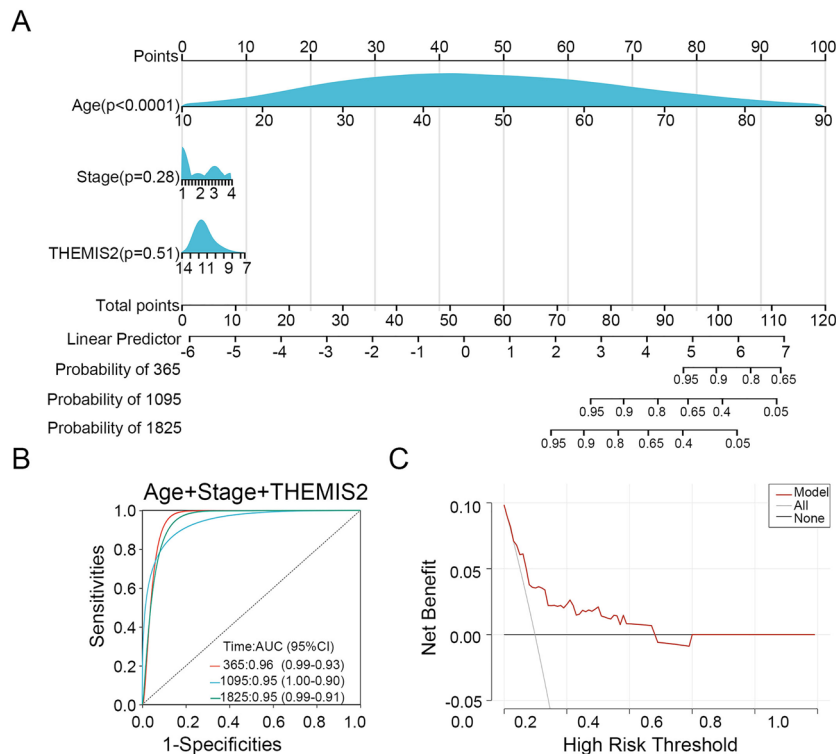 A
Points
0 10 20 30 40 50 60 70 80 90 100
Age(p<0.0001)
10 20 30 40 50 60 70 80 90
Stage(p=0.28)
1 2 3 4
THEMIS2(p=0.51)
14 11 9 7
Total points
0 10 20 30 40 50 60 70 80 90 100 110 120
Linear Predictor
-6 -5 -4 -3 -2 -1 0 1 2 3 4 5 6 7
Probability of 365
0.95 0.9 0.8 0.65
Probability of 1095
0.95 0.9 0.8 0.65 0.4 0.05
Probability of 1825
0.95 0.9 0.8 0.65 0.4 0.05
B
Age+Stage+THEMIS2
Sensitivities
1.0
0.8
0.6
0.4
0.2
0.0
Time:AUC (95%CI)
365:0.96 (0.99-0.93)
1095:0.95 (1.00-0.90)
1825:0.95 (0.99-0.91)
0.0 0.2 0.4 0.6 0.8 1.0
1-Specificities
C
Net Benefit
0.10
0.05
0.00
-0.05
Model
All
None
0.0 0.2 0.4 0.6 0.8 1.0
High Risk Threshold